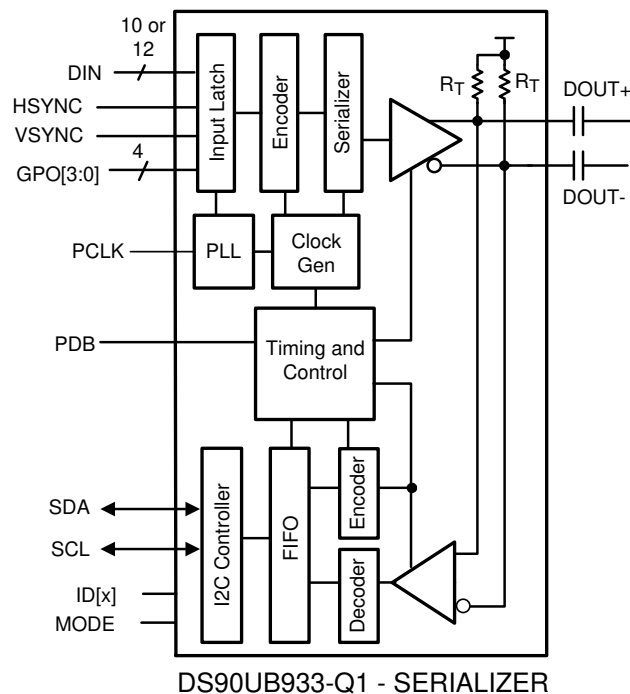 10 or
12
DIN
HSYNC
VSYNC
GPO[3:0]
4
Input Latch
Encoder
Serializer
RT
RT
DOUT+
DOUT-
PCLK
PLL
Clock
Gen
PDB
Timing and
Control
SDA
SCL
ID[x]
MODE
I2C Controller
FIFO
Encoder
Decoder
DS90UB933-Q1 - SERIALIZER